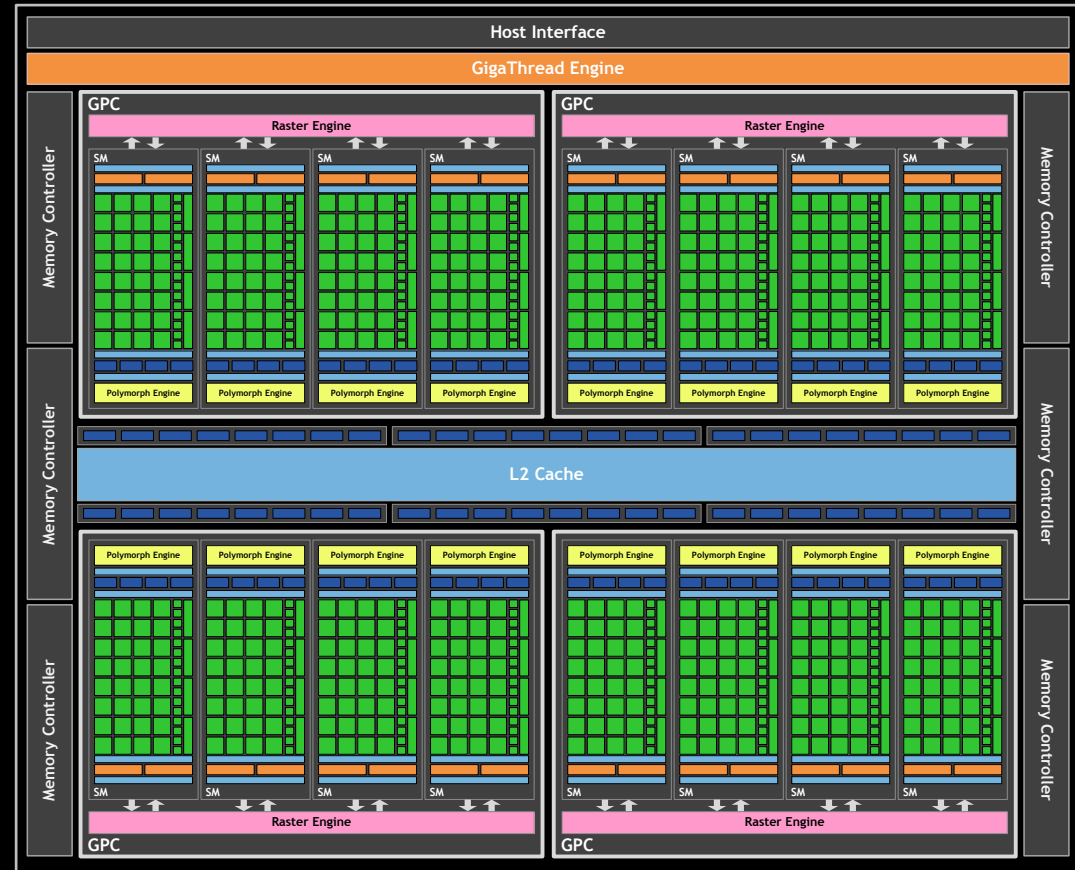 Host Interface
GigaThread Engine
Memory Controller
GPC
GPC
Memory Controller
Raster Engine
Raster Engine
SM
SM
SM
SM
SM
SM
SM
SM
Polymorph Engine
Polymorph Engine
Polymorph Engine
Polymorph Engine
Polymorph Engine
Polymorph Engine
Polymorph Engine
Polymorph Engine
Memory Controller
L2 Cache
Memory Controller
Polymorph Engine
Polymorph Engine
Polymorph Engine
Polymorph Engine
Polymorph Engine
Polymorph Engine
Polymorph Engine
Polymorph Engine
Memory Controller
Memory Controller
SM
SM
SM
SM
SM
SM
SM
SM
Raster Engine
Raster Engine
GPC
GPC